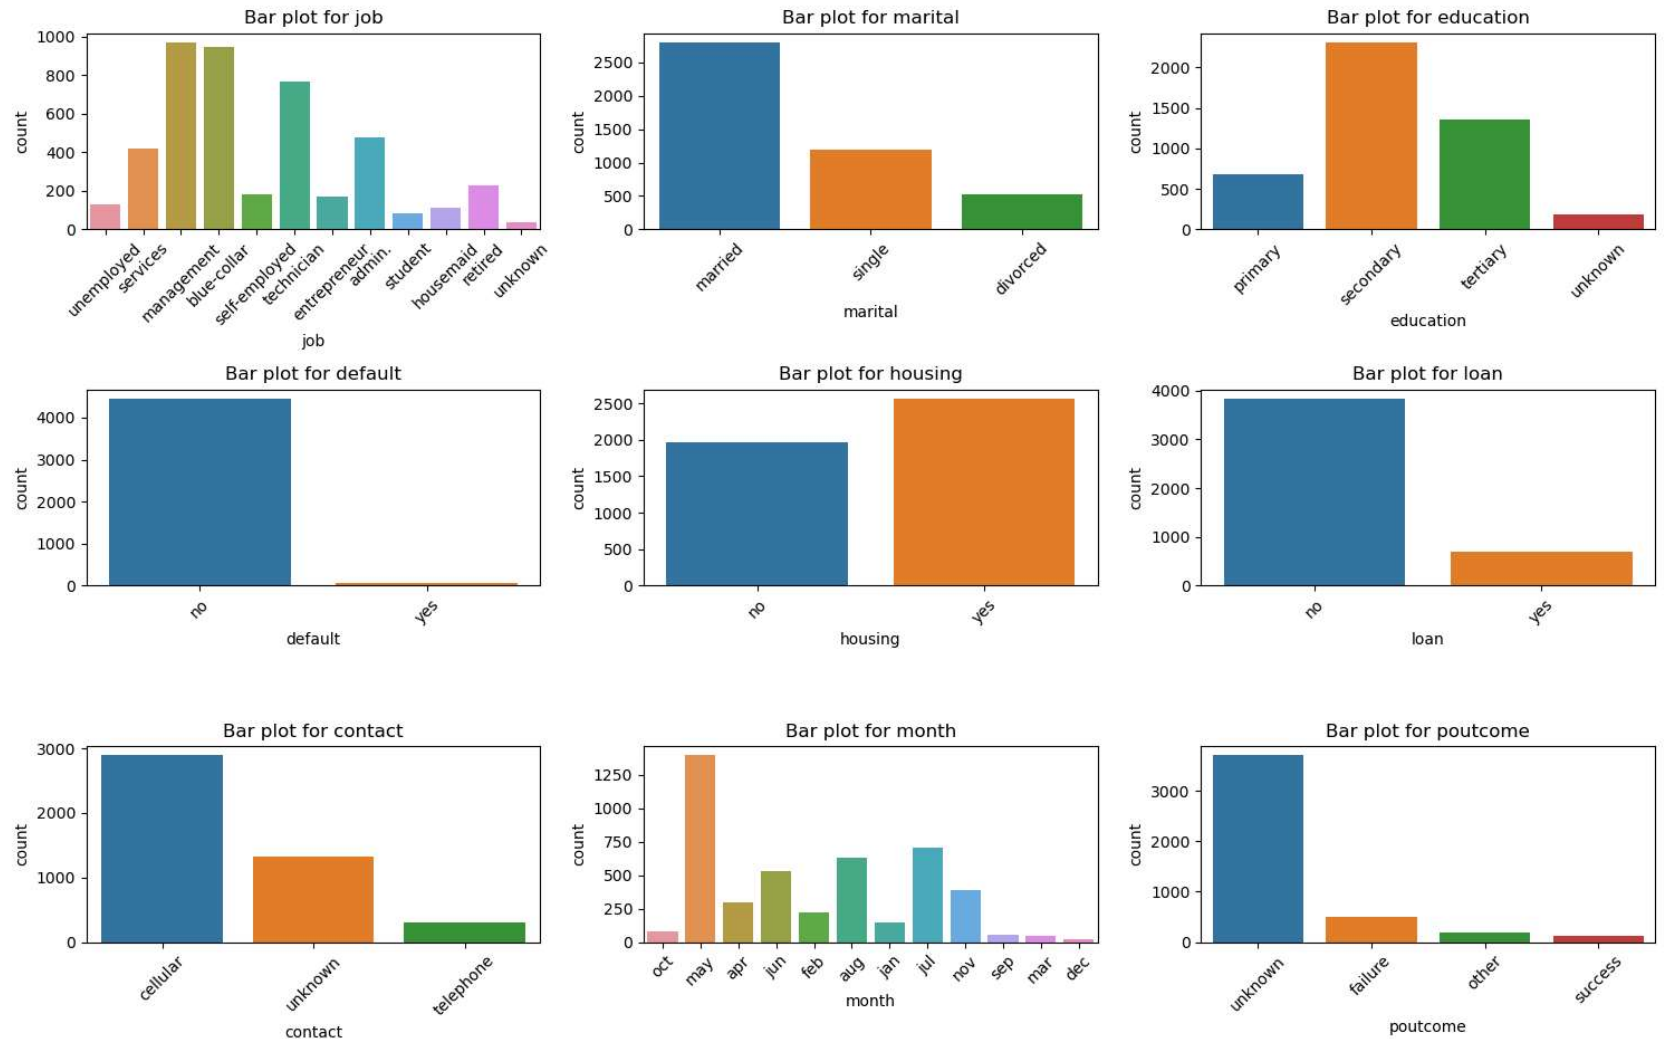 Bar plot for job
count
1000
800
600
400
200
0
unemployed
services
management
blue-collar
self-employed
technician
entrepreneur
admin.
student
housemaid
retired
unknown
job
Bar plot for marital
count
2500
2000
1500
1000
500
0
married
single
divorced
marital
Bar plot for education
count
2000
1500
1000
500
0
primary
secondary
tertiary
unknown
education
Bar plot for default
count
4000
3000
2000
1000
0
no
yes
default
Bar plot for housing
count
2500
2000
1500
1000
500
0
no
yes
housing
Bar plot for loan
count
4000
3000
2000
1000
0
no
yes
loan
Bar plot for contact
count
3000
2000
1000
0
cellular
unknown
telephone
contact
Bar plot for month
count
1250
1000
750
500
250
0
oct
may
apr
jun
feb
aug
jan
jul
nov
sep
mar
dec
month
Bar plot for poutcome
count
3000
2000
1000
0
unknown
failure
other
success
poutcome